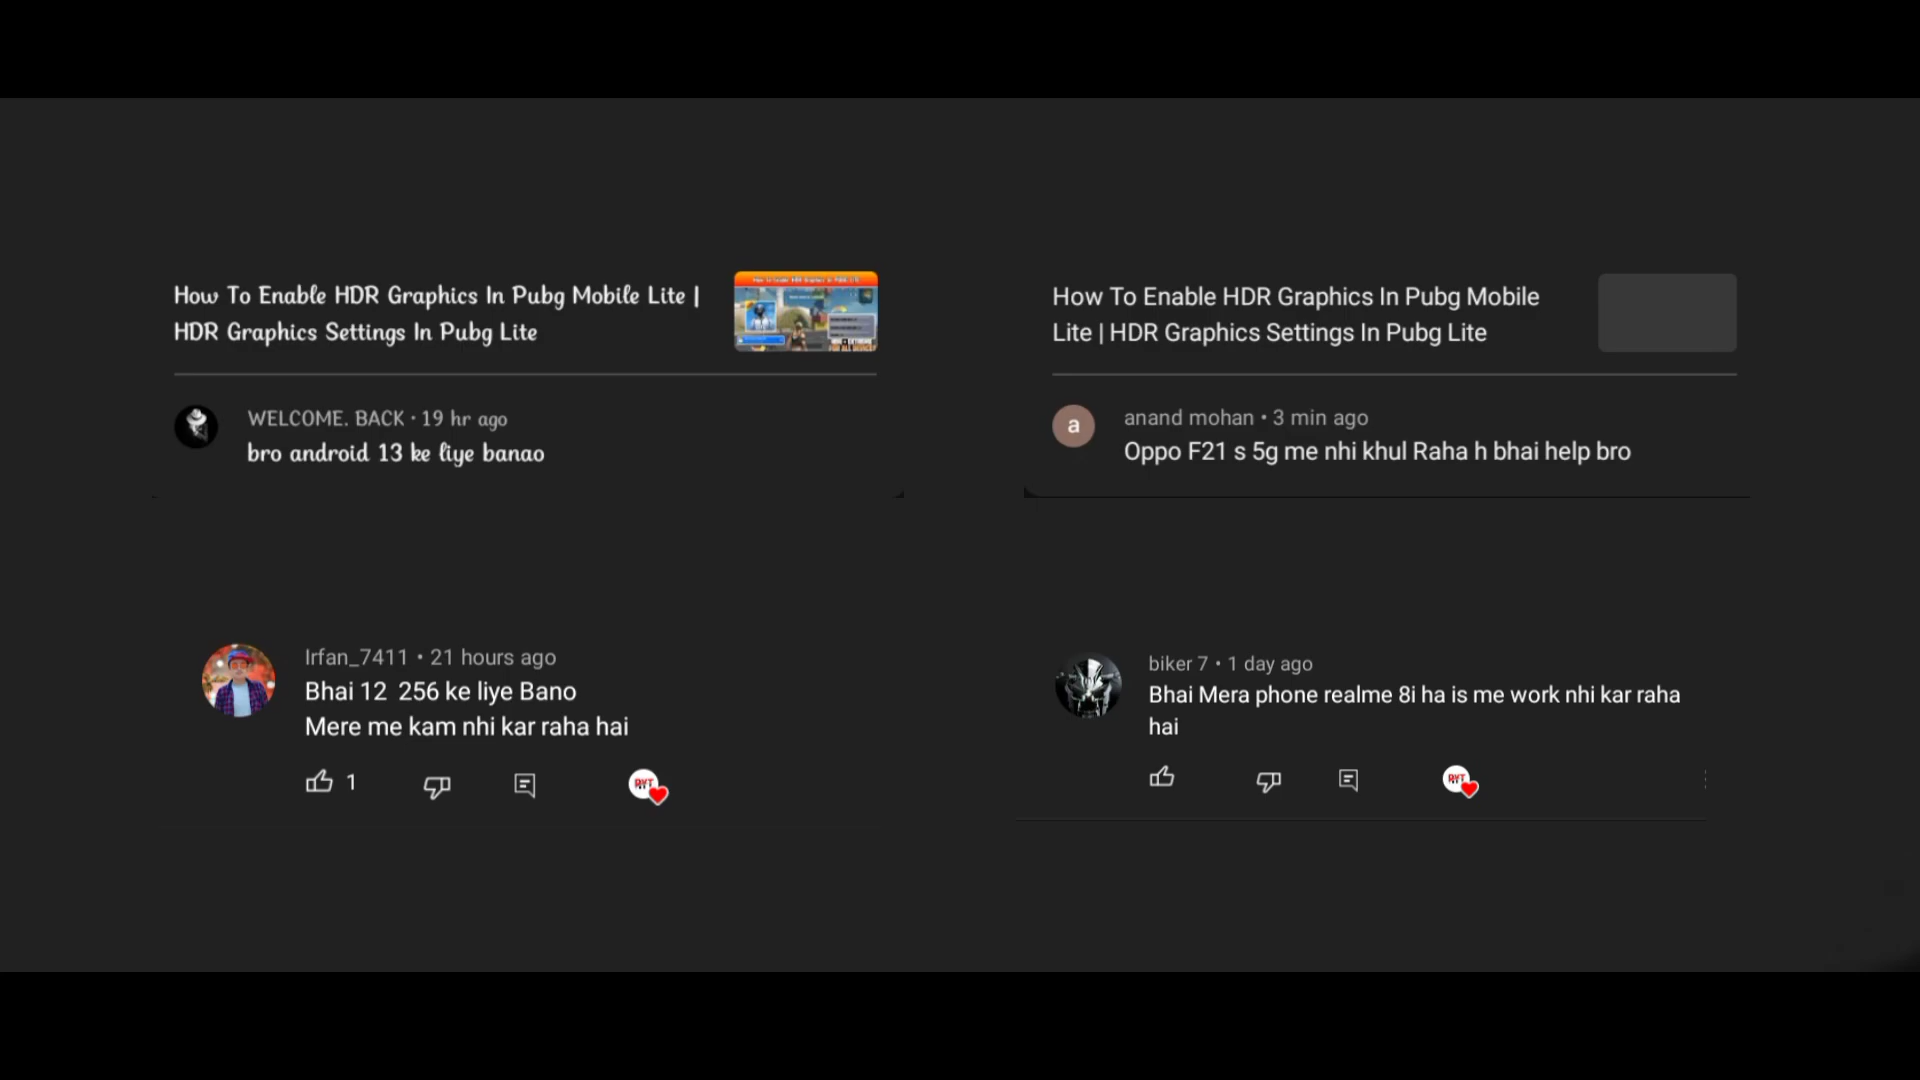 How To Enable HDR Graphics In Pubg Mobile Lite |
HDR Graphics Settings In Pubg Lite
WELCOME. BACK • 19 hr ago
bro android 13 ke liye banao
How To Enable HDR Graphics In Pubg Mobile
Lite | HDR Graphics Settings In Pubg Lite
a
anand mohan • 3 min ago
Oppo F21 s 5g me nhi khul Raha h bhai help bro
Irfan_7411 • 21 hours ago
Bhai 12  256 ke liye Bano
Mere me kam nhi kar raha hai
1
biker 7 • 1 day ago
Bhai Mera phone realme 8i ha is me work nhi kar raha
hai